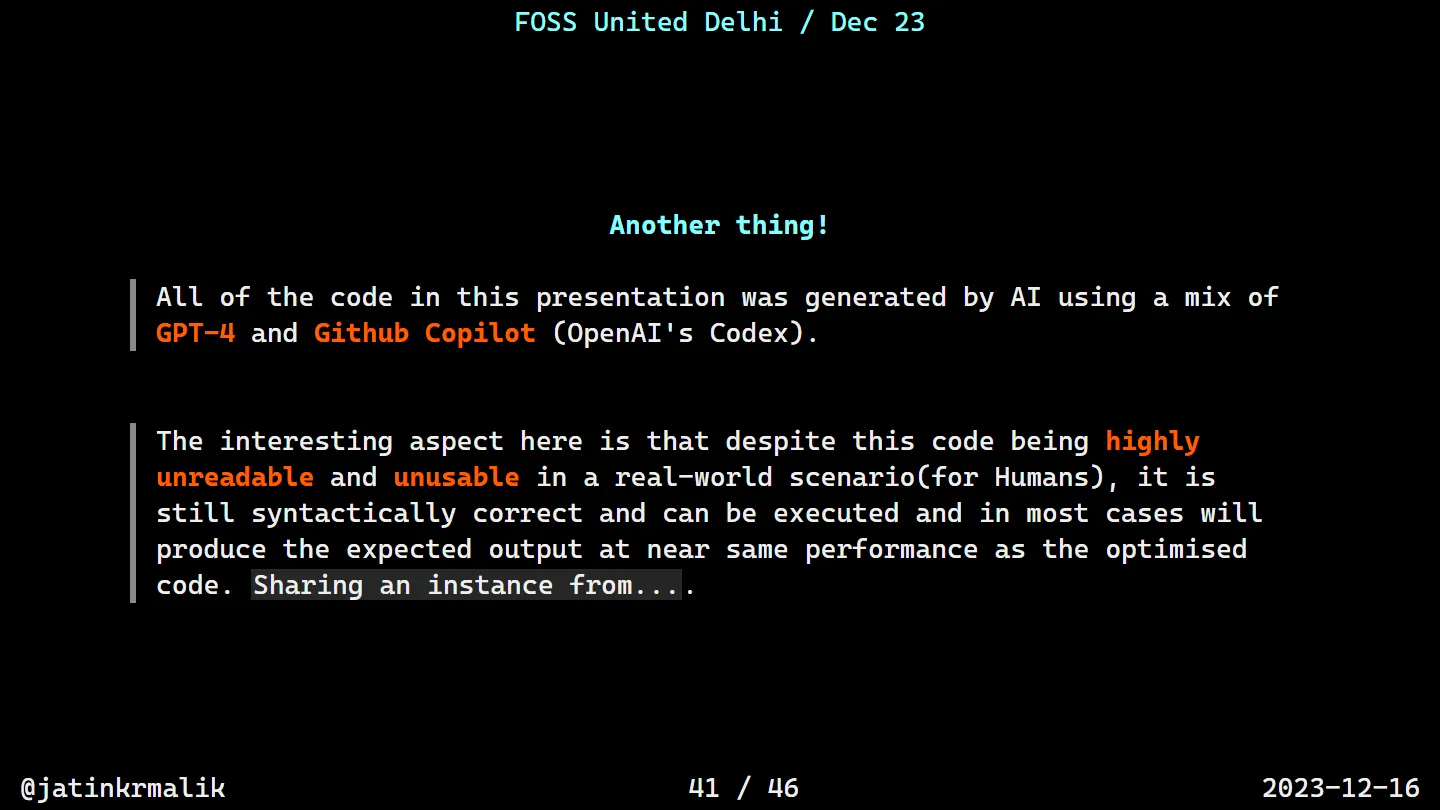 FOSS United Delhi / Dec 23
Another thing!
All of the code in this presentation was generated by AI using a mix of
GPT-4 and Github Copilot (OpenAI's Codex).
The interesting aspect here is that despite this code being highly
unreadable and unusable in a real-world scenario(for Humans), it is
still syntactically correct and can be executed and in most cases will
produce the expected output at near same performance as the optimised
code. Sharing an instance from....
@jatinkrmalik
41 / 46
2023-12-16